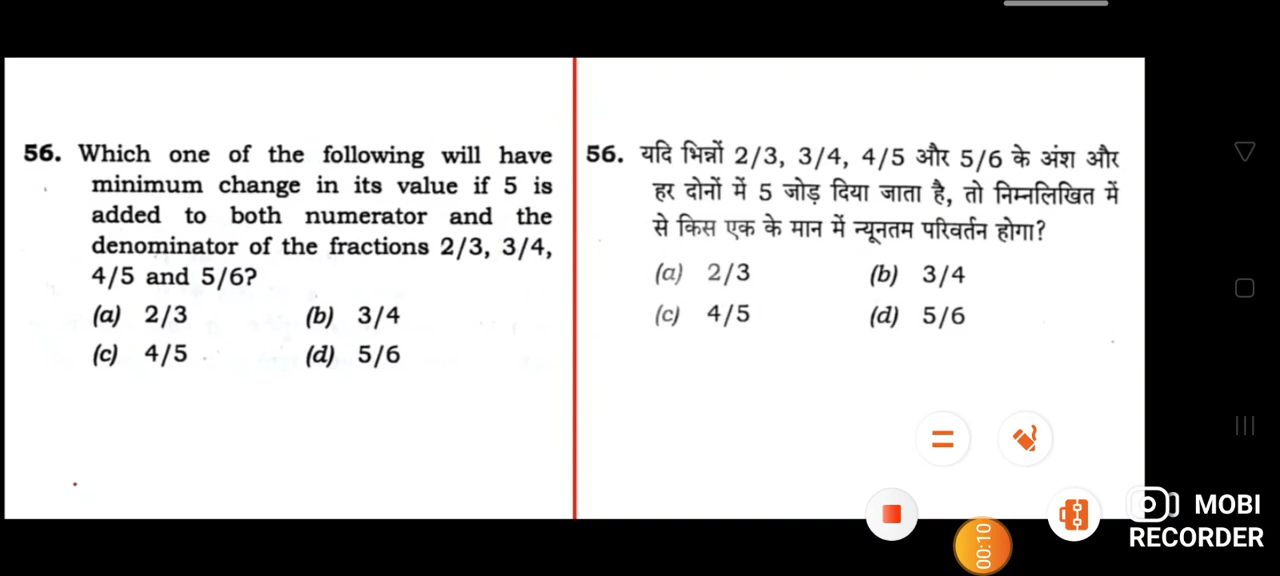 56. Which one of the following will have
minimum change in its value if 5 is
added to both numerator and the
denominator of the fractions 2/3, 3/4,
4/5 and 5/6?
(a) 2/3 (b) 3/4
(c) 4/5 (d) 5/6
56. यदि भिन्नों 2/3, 3/4, 4/5 और 5/6 के अंश और
हर दोनों में 5 जोड़ दिया जाता है, तो निम्नलिखित में
से किस एक के मान में न्यूनतम परिवर्तन होगा?
(a) 2/3 (b) 3/4
(c) 4/5 (d) 5/6
00:10
MOBI
RECORDER